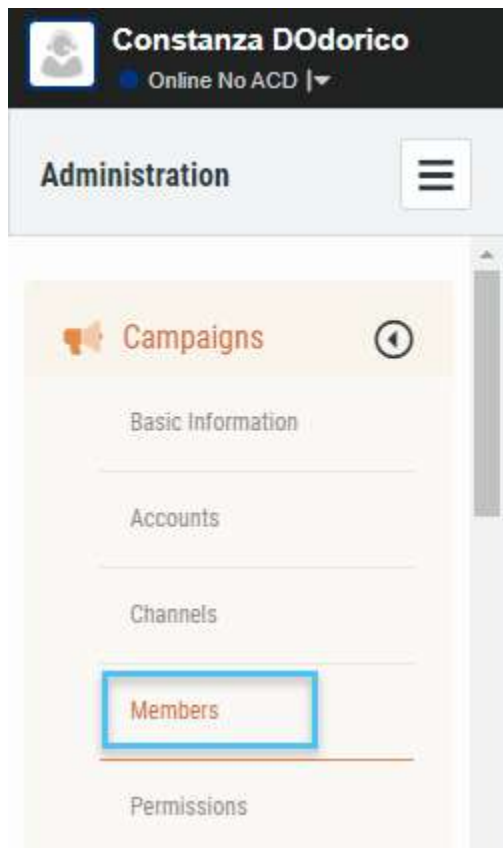 Constanza DOdorico
Online No ACD
Administration
Campaigns
Basic Information
Accounts
Channels
Members
Permissions